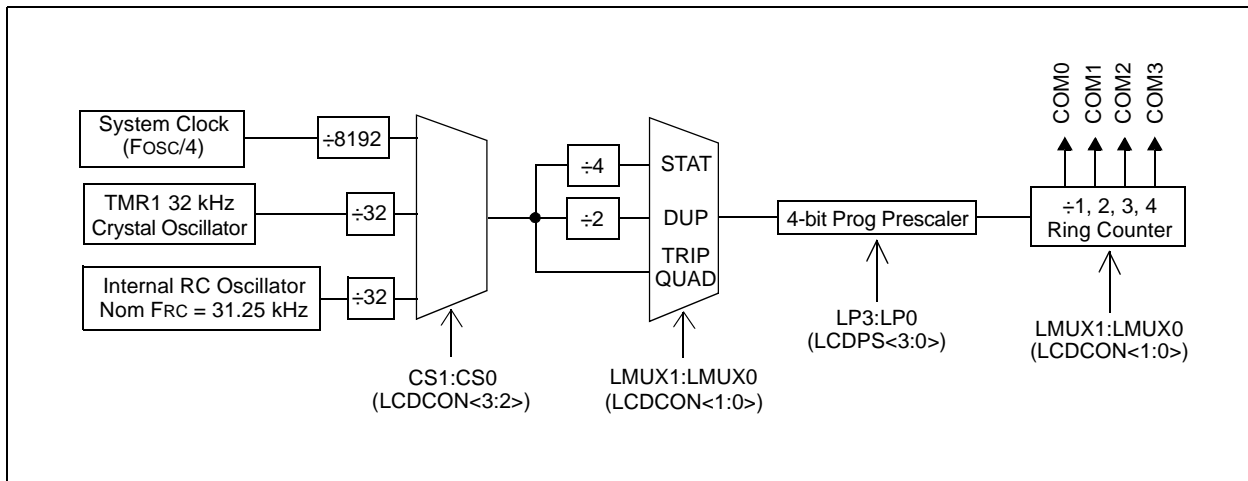 COM0
COM1
COM2
COM3
System Clock
(FOSC/4)
÷8192
TMR1 32 kHz
Crystal Oscillator
÷32
Internal RC Oscillator
Nom FRC = 31.25 kHz
÷32
÷4
÷2
STAT
DUP
TRIP
QUAD
4-bit Prog Prescaler
÷1, 2, 3, 4
Ring Counter
CS1:CS0
(LCDCON<3:2>)
LMUX1:LMUX0
(LCDCON<1:0>)
LP3:LP0
(LCDPS<3:0>)
LMUX1:LMUX0
(LCDCON<1:0>)